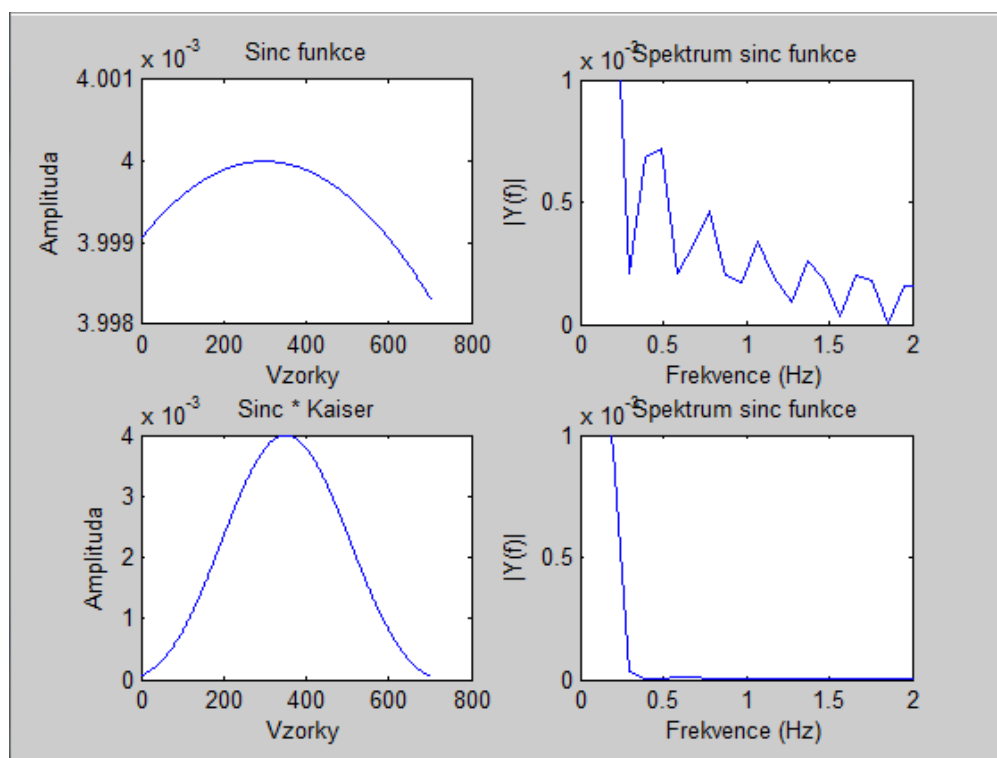 Sinc funkce
x 10^-3
4.001
4
3.999
3.998
0
200
400
600
800
Amplituda
Vzorky
Spektrum sinc funkce
x 10^-3
1
0.5
0
0
0.5
1
1.5
2
|Y(f)|
Frekvence (Hz)
Sinc * Kaiser
x 10^-3
4
3
2
1
0
0
200
400
600
800
Amplituda
Vzorky
Spektrum sinc funkce
x 10^-3
1
0.5
0
0
0.5
1
1.5
2
|Y(f)|
Frekvence (Hz)